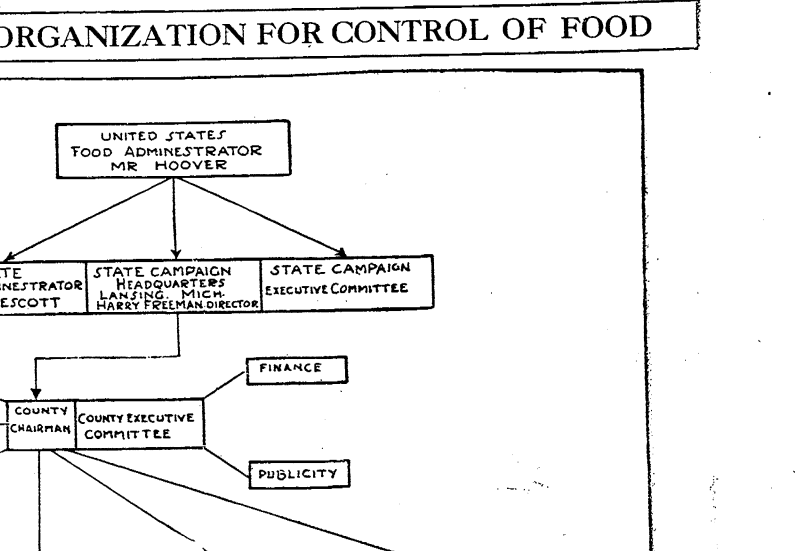 ORGANIZATION FOR CONTROL OF FOOD
UNITED STATES
FOOD ADMINESTRATOR
MR HOOVER
STATE CAMPAIGN
HEADQUARTERS
LANSING. MICH.
HARRY FREEMAN.DIRECTOR
STATE CAMPAIGN
EXECUTIVE COMMITTEE
FINANCE
COUNTY
CHAIRMAN
COUNTY EXECUTIVE
COMMITTEE
PUBLICITY